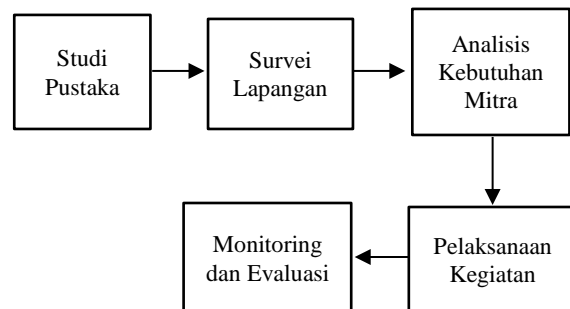 Studi
Pustaka
Survei
Lapangan
Analisis
Kebutuhan
Mitra
Pelaksanaan
Kegiatan
Monitoring
dan Evaluasi